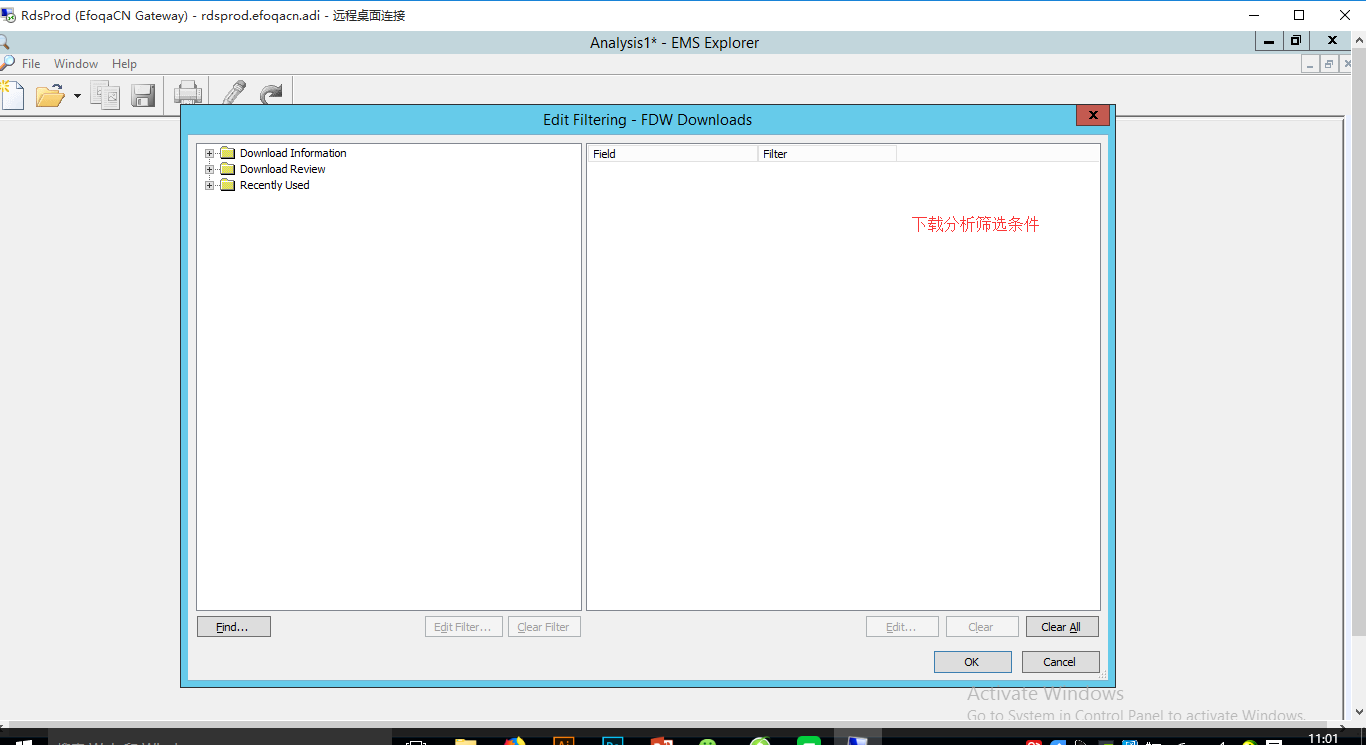 RdsProd (EfoqaCN Gateway) - rdsprod.efoqacn.adi - 远程桌面连接
Analysis1* - EMS Explorer
File Window Help
Edit Filtering - FDW Downloads
Download Information
Download Review
Recently Used
Field Filter
下载分析筛选条件
Find... Edit Filter... Clear Filter Edit... Clear Clear All
OK Cancel
Activate Windows
Go to System in Control Panel to activate Windows.
11:01